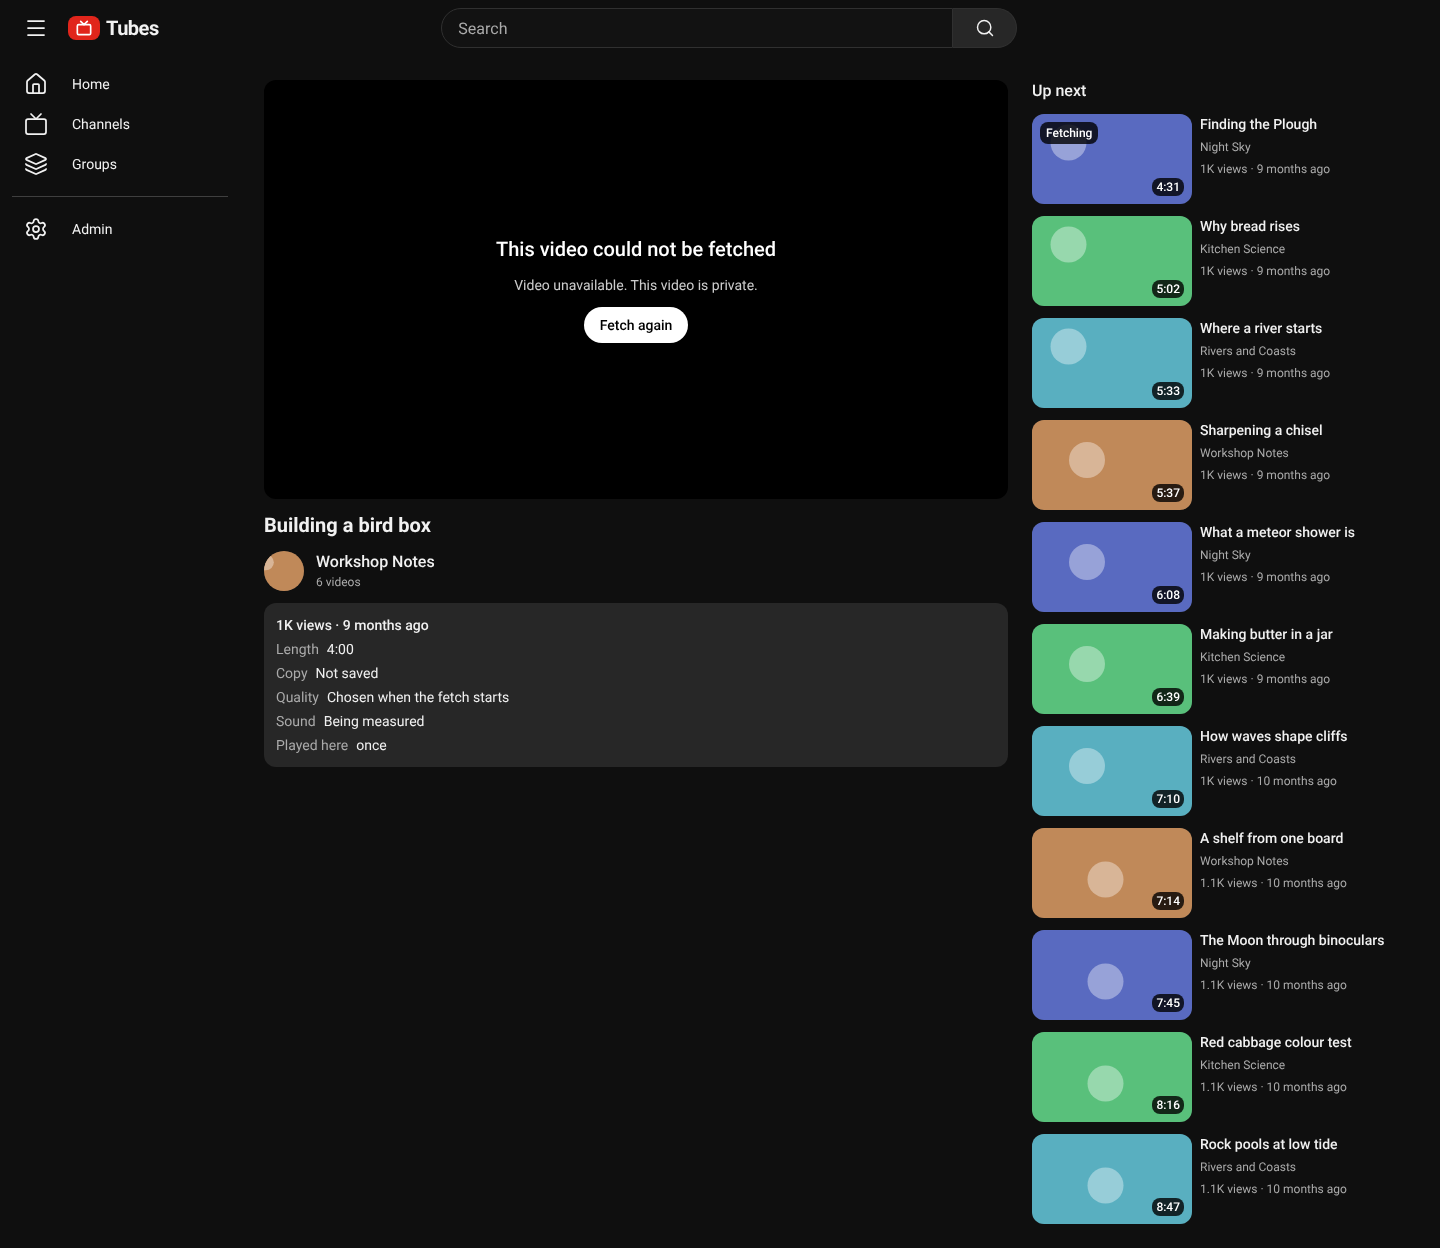 Tubes
Search
Home
Channels
Groups
Admin
This video could not be fetched
Video unavailable. This video is private.
Fetch again
Building a bird box
Workshop Notes
6 videos
1K views · 9 months ago
Length 4:00
Copy Not saved
Quality Chosen when the fetch starts
Sound Being measured
Played here once
Up next
Fetching
4:31
Finding the Plough
Night Sky
1K views · 9 months ago
5:02
Why bread rises
Kitchen Science
1K views · 9 months ago
5:33
Where a river starts
Rivers and Coasts
1K views · 9 months ago
5:37
Sharpening a chisel
Workshop Notes
1K views · 9 months ago
6:08
What a meteor shower is
Night Sky
1K views · 9 months ago
6:39
Making butter in a jar
Kitchen Science
1K views · 9 months ago
7:10
How waves shape cliffs
Rivers and Coasts
1K views · 10 months ago
7:14
A shelf from one board
Workshop Notes
1.1K views · 10 months ago
7:45
The Moon through binoculars
Night Sky
1.1K views · 10 months ago
8:16
Red cabbage colour test
Kitchen Science
1.1K views · 10 months ago
8:47
Rock pools at low tide
Rivers and Coasts
1.1K views · 10 months ago